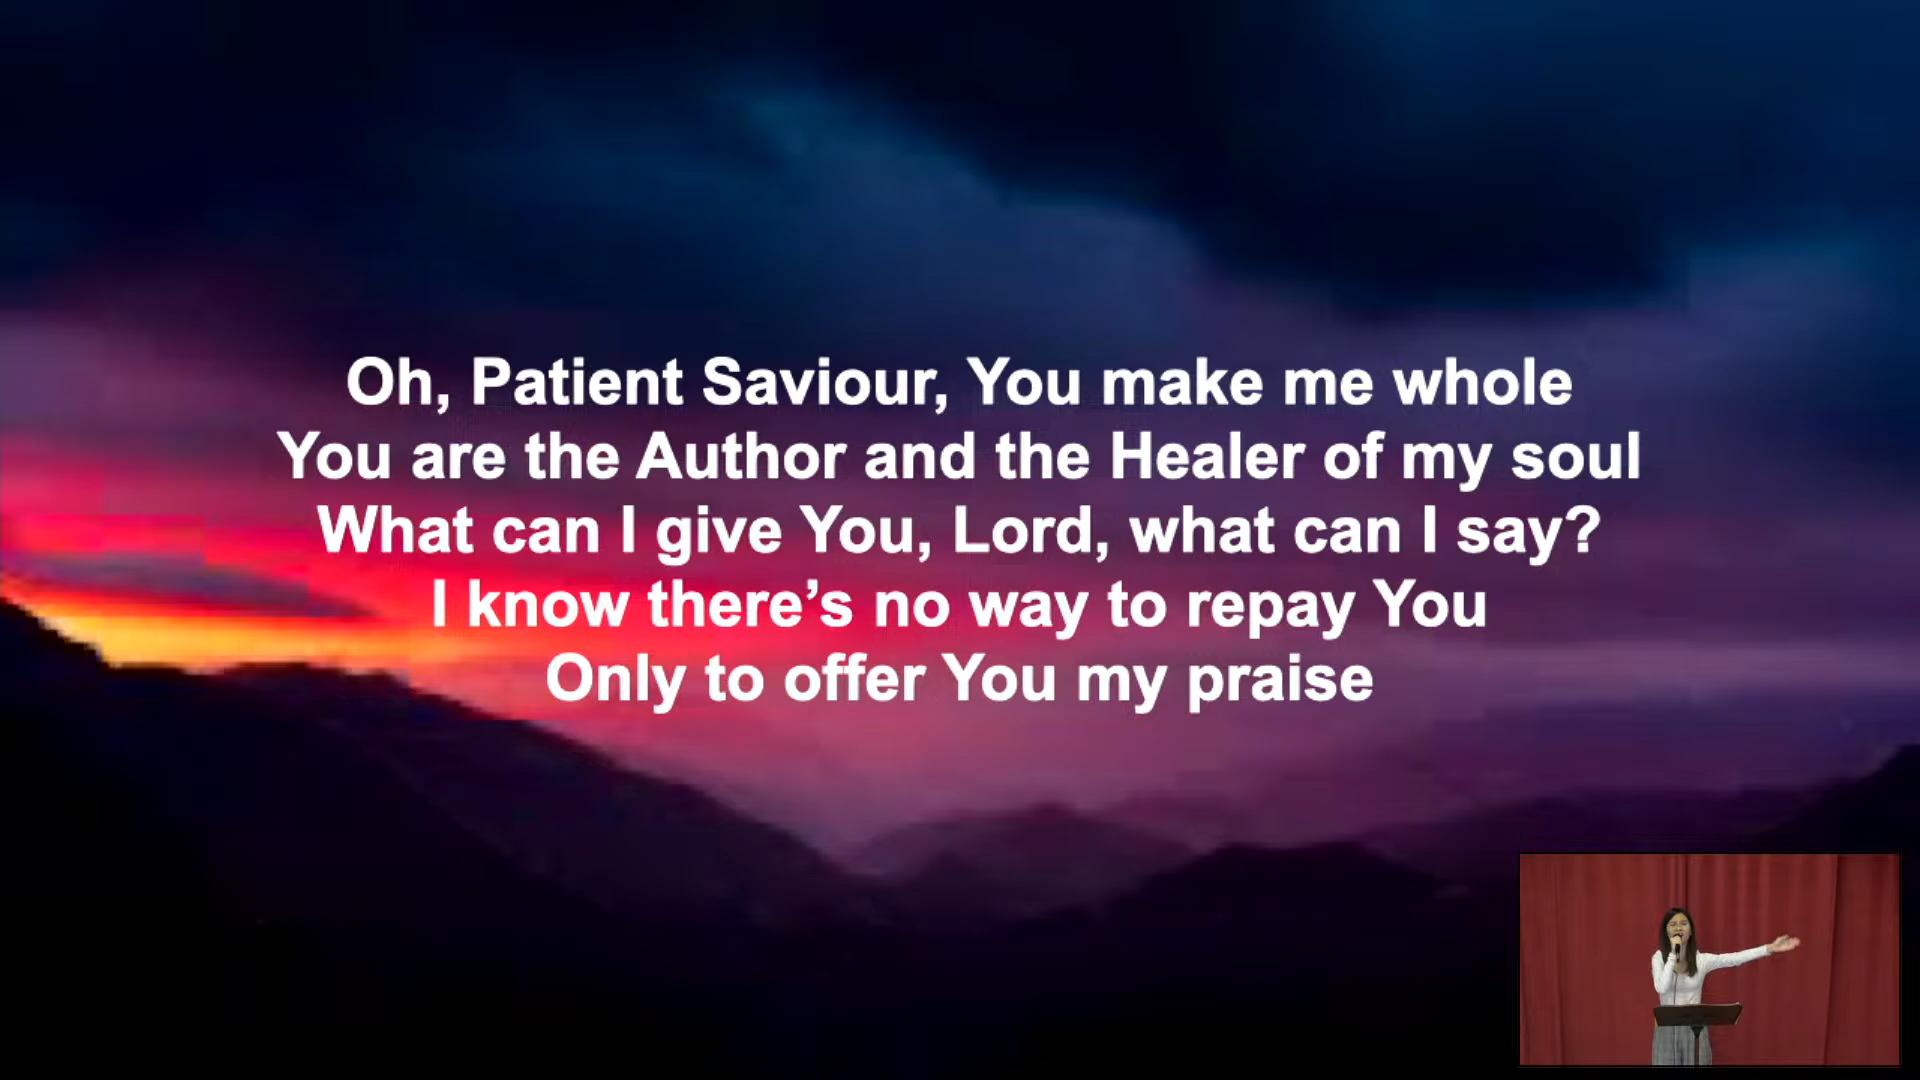 Oh, Patient Saviour, You make me whole
You are the Author and the Healer of my soul
What can I give You, Lord, what can I say?
I know there’s no way to repay You
Only to offer You my praise